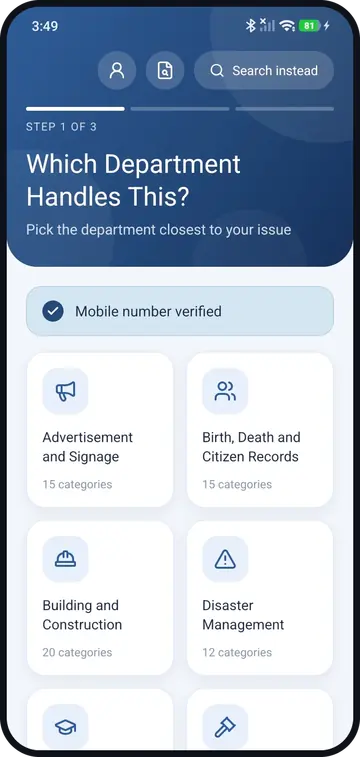 3:49
81
Search instead
STEP 1 OF 3
Which Department
Handles This?
Pick the department closest to your issue
Mobile number verified
Advertisement
and Signage
15 categories
Birth, Death and
Citizen Records
15 categories
Building and
Construction
20 categories
Disaster
Management
12 categories